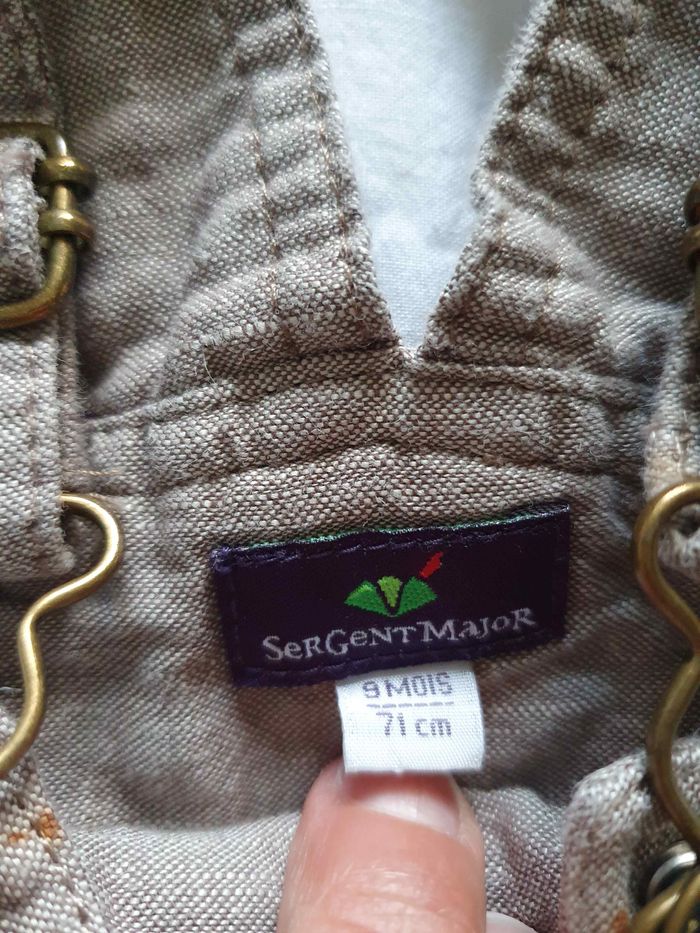 SerGent Major
9 MOIS
71 cm